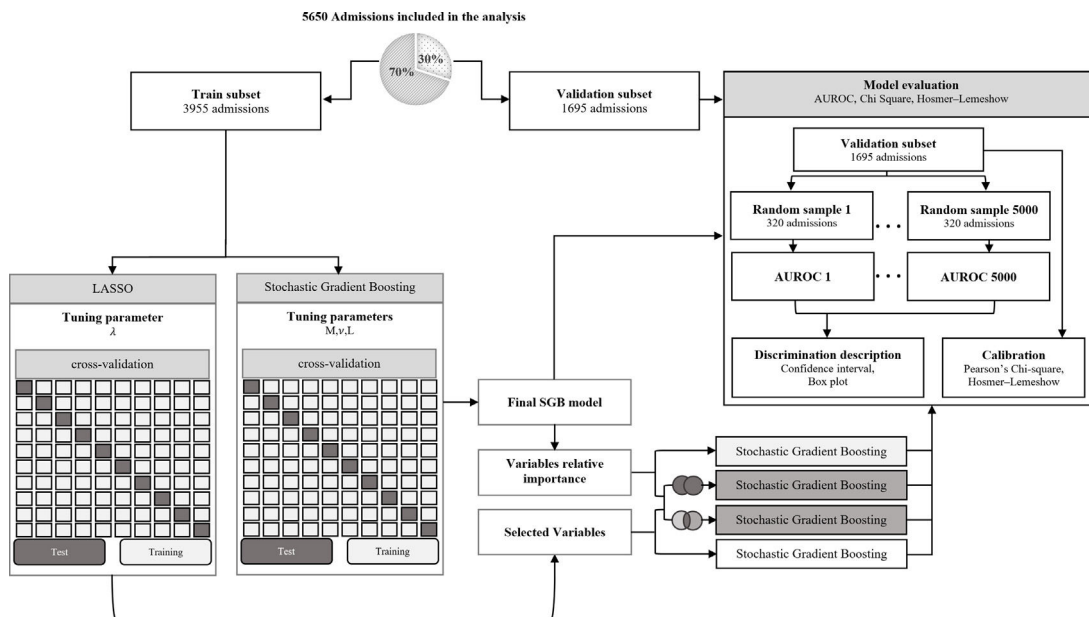 5650 Admissions included in the analysis
70%
30%
Train subset
3955 admissions
Validation subset
1695 admissions
Model evaluation
AUROC, Chi Square, Hosmer–Lemeshow
Validation subset
1695 admissions
Random sample 1
320 admissions
...
Random sample 5000
320 admissions
AUROC 1
...
AUROC 5000
Discrimination description
Confidence interval,
Box plot
Calibration
Pearson's Chi-square,
Hosmer–Lemeshow
LASSO
Tuning parameter
λ
cross-validation
Test
Training
Stochastic Gradient Boosting
Tuning parameters
M,ν,L
cross-validation
Test
Training
Final SGB model
Variables relative
importance
Selected Variables
Stochastic Gradient Boosting
Stochastic Gradient Boosting
Stochastic Gradient Boosting
Stochastic Gradient Boosting